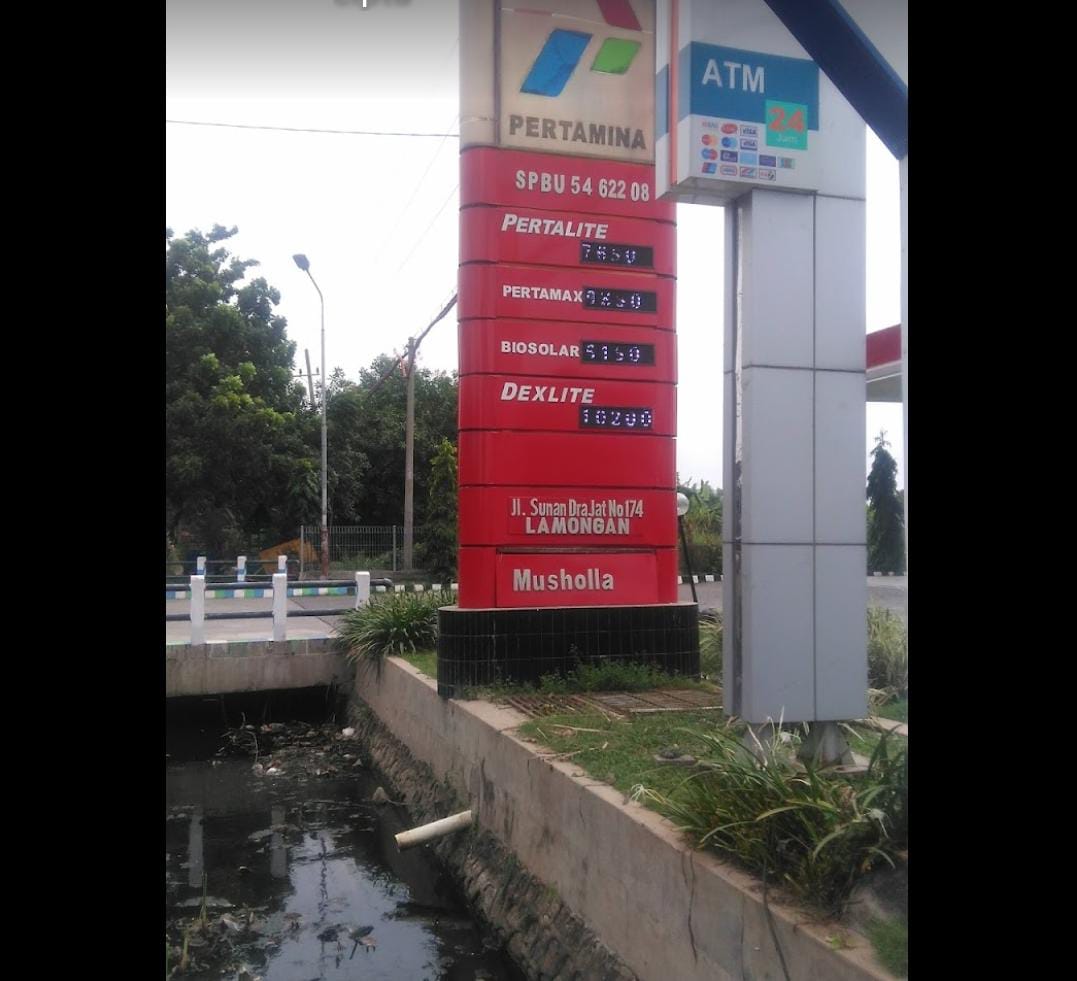 PERTAMINA
SPBU 54 622 08
PERTALITE
7650
PERTAMAX
BIOSOLAR
5150
DEXLITE
10200
Jl. Sunan DraJat No 174
LAMONGAN
Musholla
ATM
24
Jam